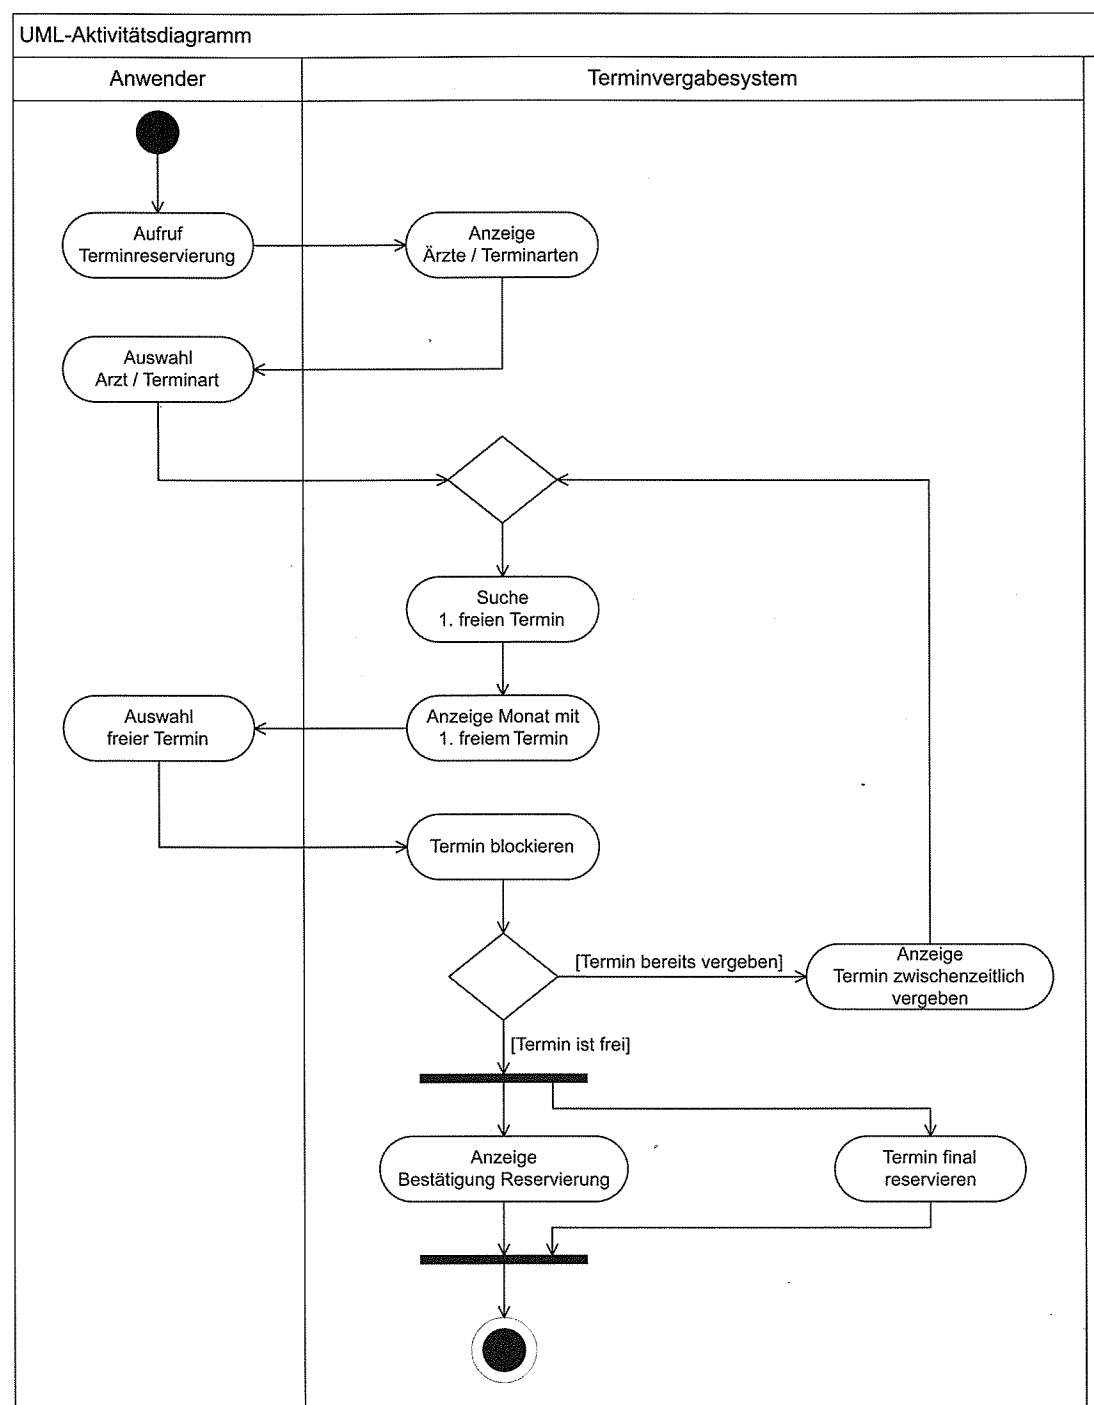 UML-Aktivitätsdiagramm
Anwender
Terminvergabesystem
Aufruf
Terminreservierung
Anzeige
Ärzte / Terminarten
Auswahl
Arzt / Terminart
Suche
1. freien Termin
Auswahl
freier Termin
Anzeige Monat mit
1. freiem Termin
Termin blockieren
[Termin bereits vergeben]
Anzeige
Termin zwischenzeitlich
vergeben
[Termin ist frei]
Anzeige
Bestätigung Reservierung
Termin final
reservieren